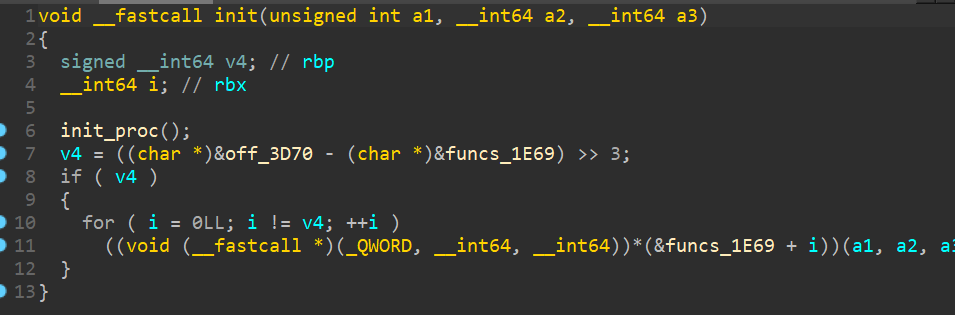 1 void __fastcall init(unsigned int a1, __int64 a2, __int64 a3)
2 {
3 signed __int64 v4; // rbp
4 __int64 i; // rbx
5
6 init_proc();
7 v4 = ((char *)&off_3D70 - (char *)&funcs_1E69) >> 3;
8 if ( v4 )
9 {
10 for ( i = 0LL; i != v4; ++i )
11 ((void (__fastcall *)(_QWORD, __int64, __int64))*(&funcs_1E69 + i))(a1, a2, a3
12 }
13 }